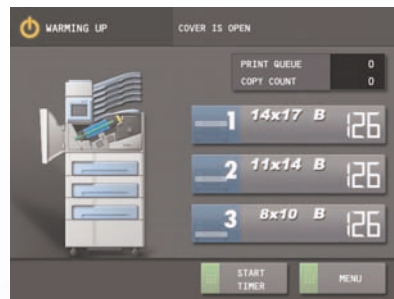 WARMING UP COVER IS OPEN
PRINT QUEUE 0
COPY COUNT 0
1 14x17 B 126
2 11x14 B 126
3 8x10 B 126
START
TIMER
MENU